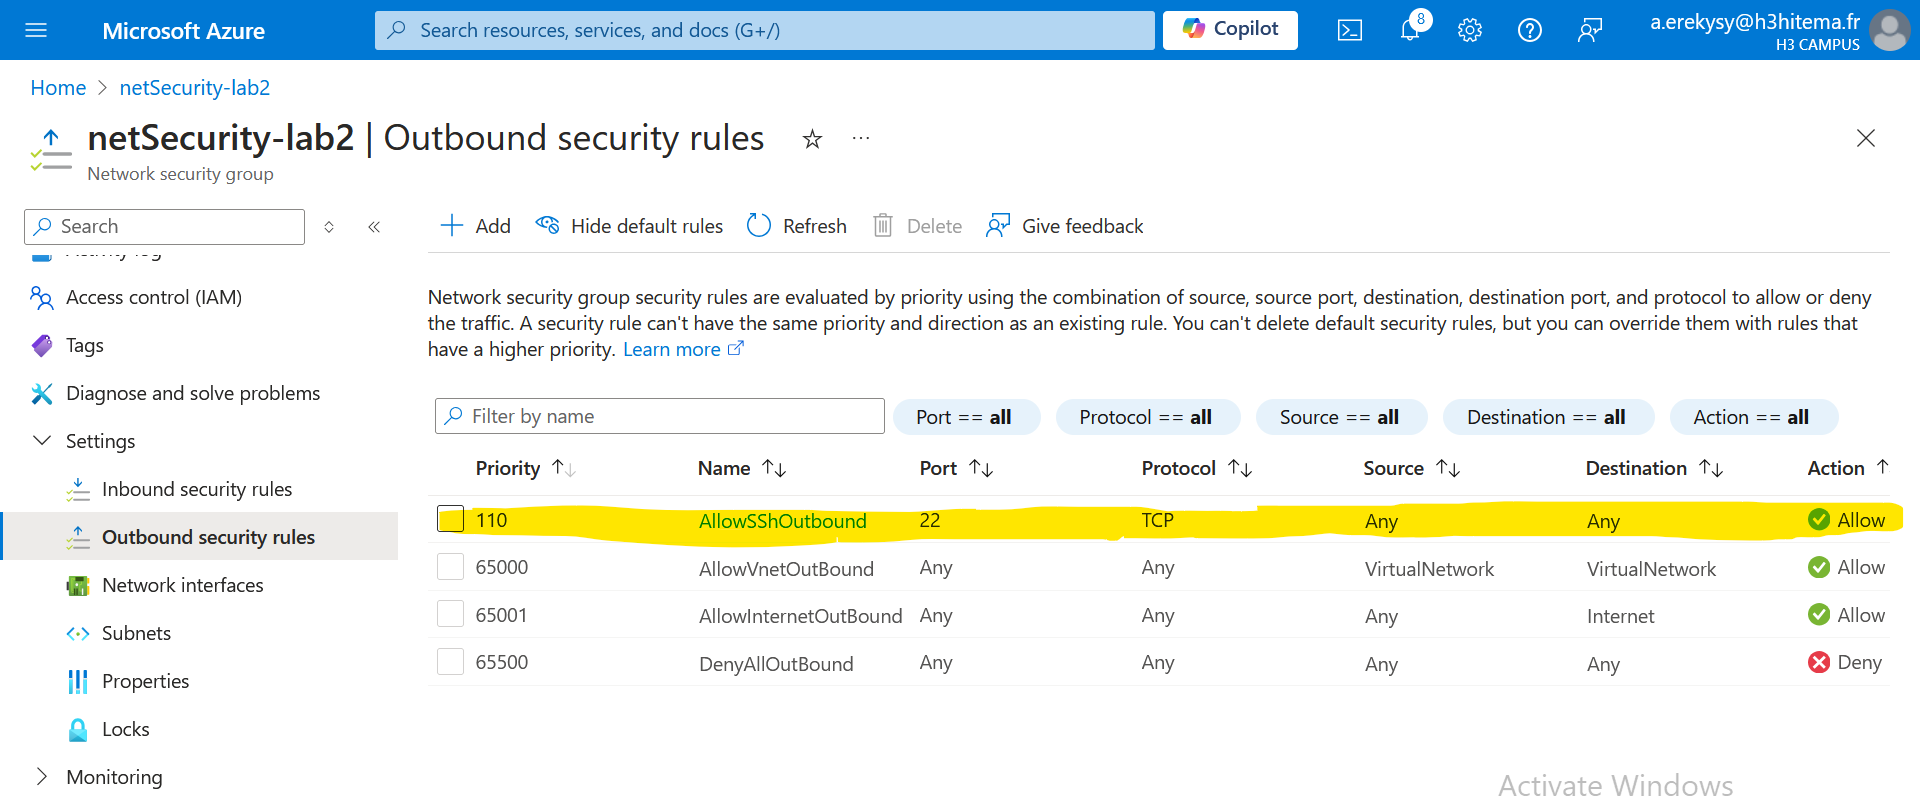 Microsoft Azure
Search resources, services, and docs (G+/)
Copilot
8
a.erekysy@h3hitema.fr
H3 CAMPUS
Home > netSecurity-lab2
netSecurity-lab2 | Outbound security rules
Network security group
Search
Add
Hide default rules
Refresh
Delete
Give feedback
Activity log
Access control (IAM)
Tags
Diagnose and solve problems
Settings
Inbound security rules
Outbound security rules
Network interfaces
Subnets
Properties
Locks
Monitoring
Network security group security rules are evaluated by priority using the combination of source, source port, destination, destination port, and protocol to allow or deny
the traffic. A security rule can't have the same priority and direction as an existing rule. You can't delete default security rules, but you can override them with rules that
have a higher priority. Learn more
Filter by name
Port == all
Protocol == all
Source == all
Destination == all
Action == all
Priority Name Port Protocol Source Destination Action
110 AllowSShOutbound 22 TCP Any Any Allow
65000 AllowVnetOutBound Any Any VirtualNetwork VirtualNetwork Allow
65001 AllowInternetOutBound Any Any Any Internet Allow
65500 DenyAllOutBound Any Any Any Any Deny
Activate Windows